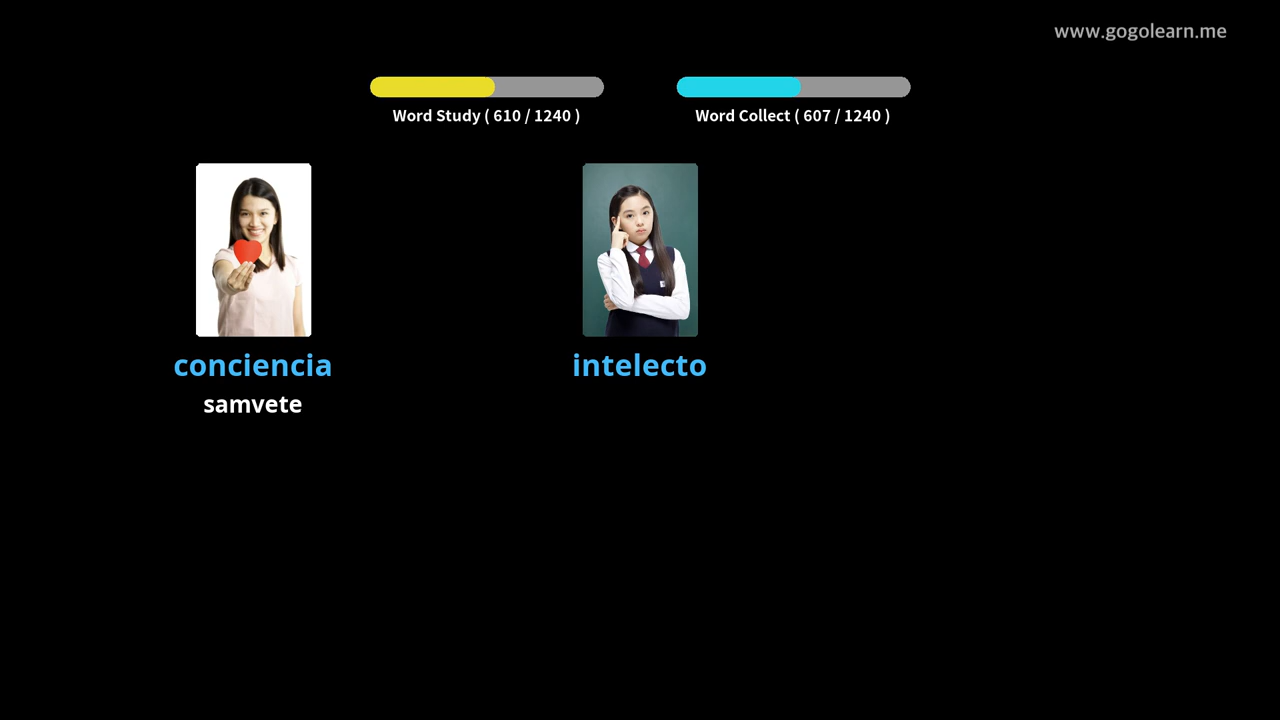 www.gogolearn.me
Word Study ( 610 / 1240 )
Word Collect ( 607 / 1240 )
conciencia
samvete
intelecto